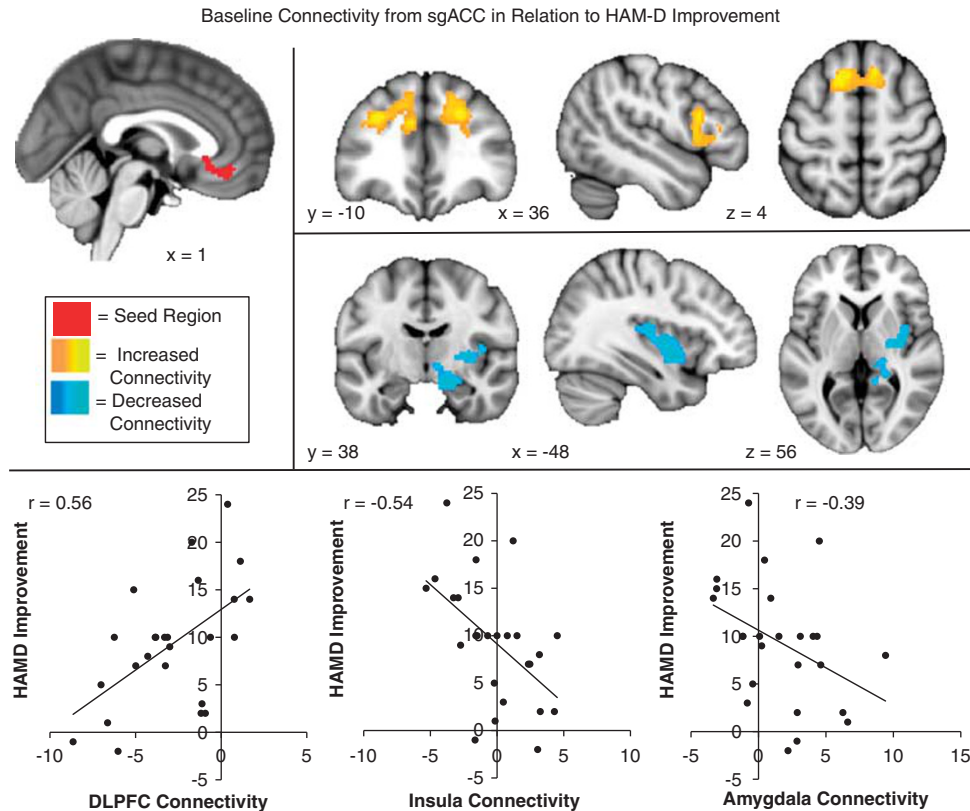 Baseline Connectivity from sgACC in Relation to HAM-D Improvement
x = 1
y = -10
x = 36
z = 4
= Seed Region
= Increased
Connectivity
= Decreased
Connectivity
y = 38
x = -48
z = 56
r = 0.56
HAMD Improvement
25
20
15
10
5
0
-5
-10
-5
0
5
DLPFC Connectivity
r = -0.54
HAMD Improvement
25
20
15
10
5
0
-5
-10
-5
0
5
10
Insula Connectivity
r = -0.39
HAMD Improvement
25
20
15
10
5
0
-5
-5
0
5
10
15
Amygdala Connectivity